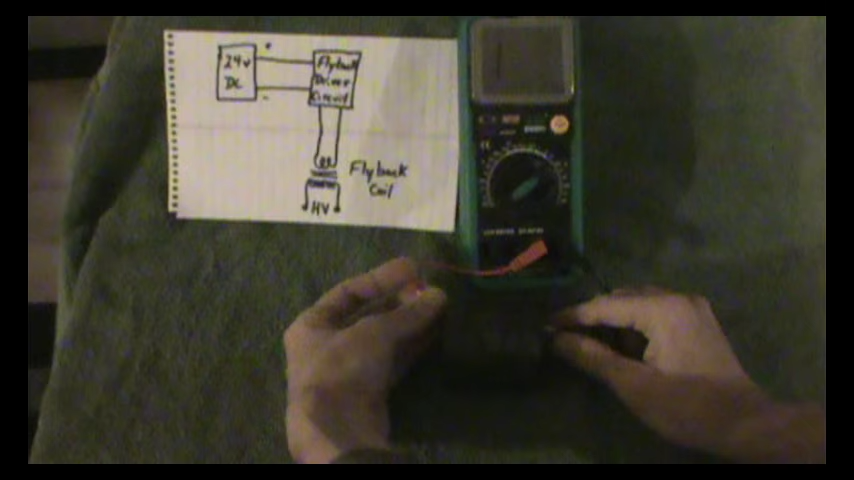 24v
DC
+
-
Flyback
Driver
Circuit
Flyback
Coil
HV